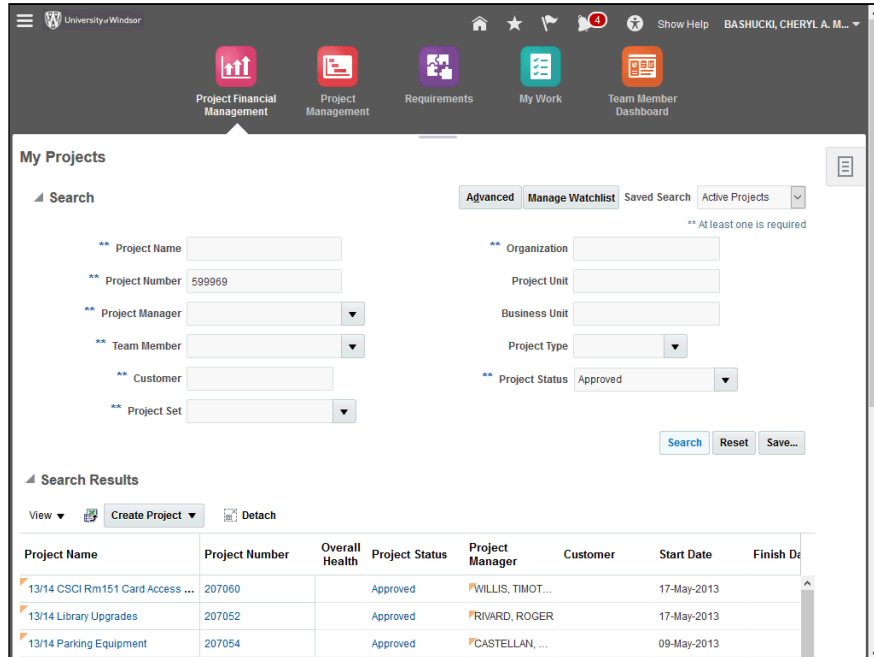 University of Windsor
4
Show Help
BASHUCKI, CHERYL A. M...
Project Financial Management
Project Management
Requirements
My Work
Team Member Dashboard
My Projects
Search
Advanced
Manage Watchlist
Saved Search
Active Projects
** At least one is required
** Project Name
** Organization
** Project Number 599969
Project Unit
** Project Manager
Business Unit
** Team Member
Project Type
** Customer
** Project Status Approved
** Project Set
Search Reset Save...
Search Results
View Create Project Detach
Project Name Project Number Overall Health Project Status Project Manager Customer Start Date Finish Da
13/14 CSCI Rm151 Card Access ... 207060 Approved WILLIS, TIMOT... 17-May-2013
13/14 Library Upgrades 207052 Approved RIVARD, ROGER 17-May-2013
13/14 Parking Equipment 207054 Approved CASTELLAN, ... 09-May-2013